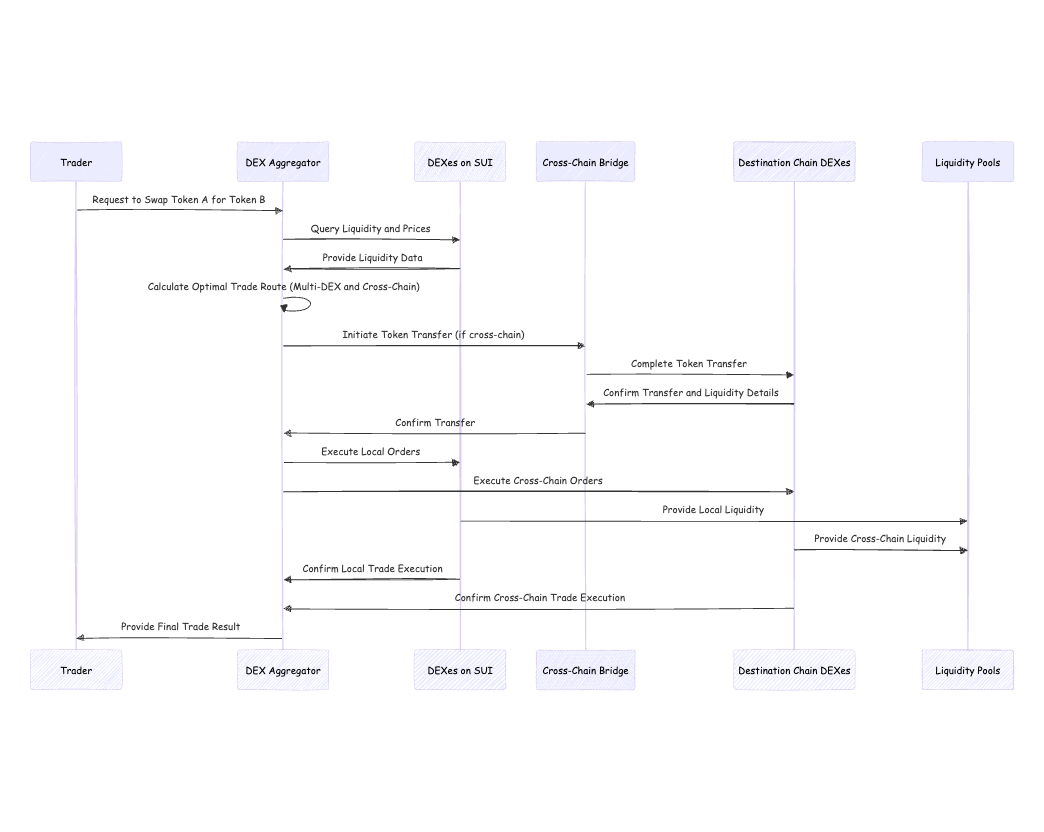 Trader
DEX Aggregator
DEXes on SUI
Cross-Chain Bridge
Destination Chain DEXes
Liquidity Pools
Request to Swap Token A for Token B
Query Liquidity and Prices
Provide Liquidity Data
Calculate Optimal Trade Route (Multi-DEX and Cross-Chain)
Initiate Token Transfer (if cross-chain)
Complete Token Transfer
Confirm Transfer and Liquidity Details
Confirm Transfer
Execute Local Orders
Execute Cross-Chain Orders
Provide Local Liquidity
Provide Cross-Chain Liquidity
Confirm Local Trade Execution
Confirm Cross-Chain Trade Execution
Provide Final Trade Result
Trader
DEX Aggregator
DEXes on SUI
Cross-Chain Bridge
Destination Chain DEXes
Liquidity Pools